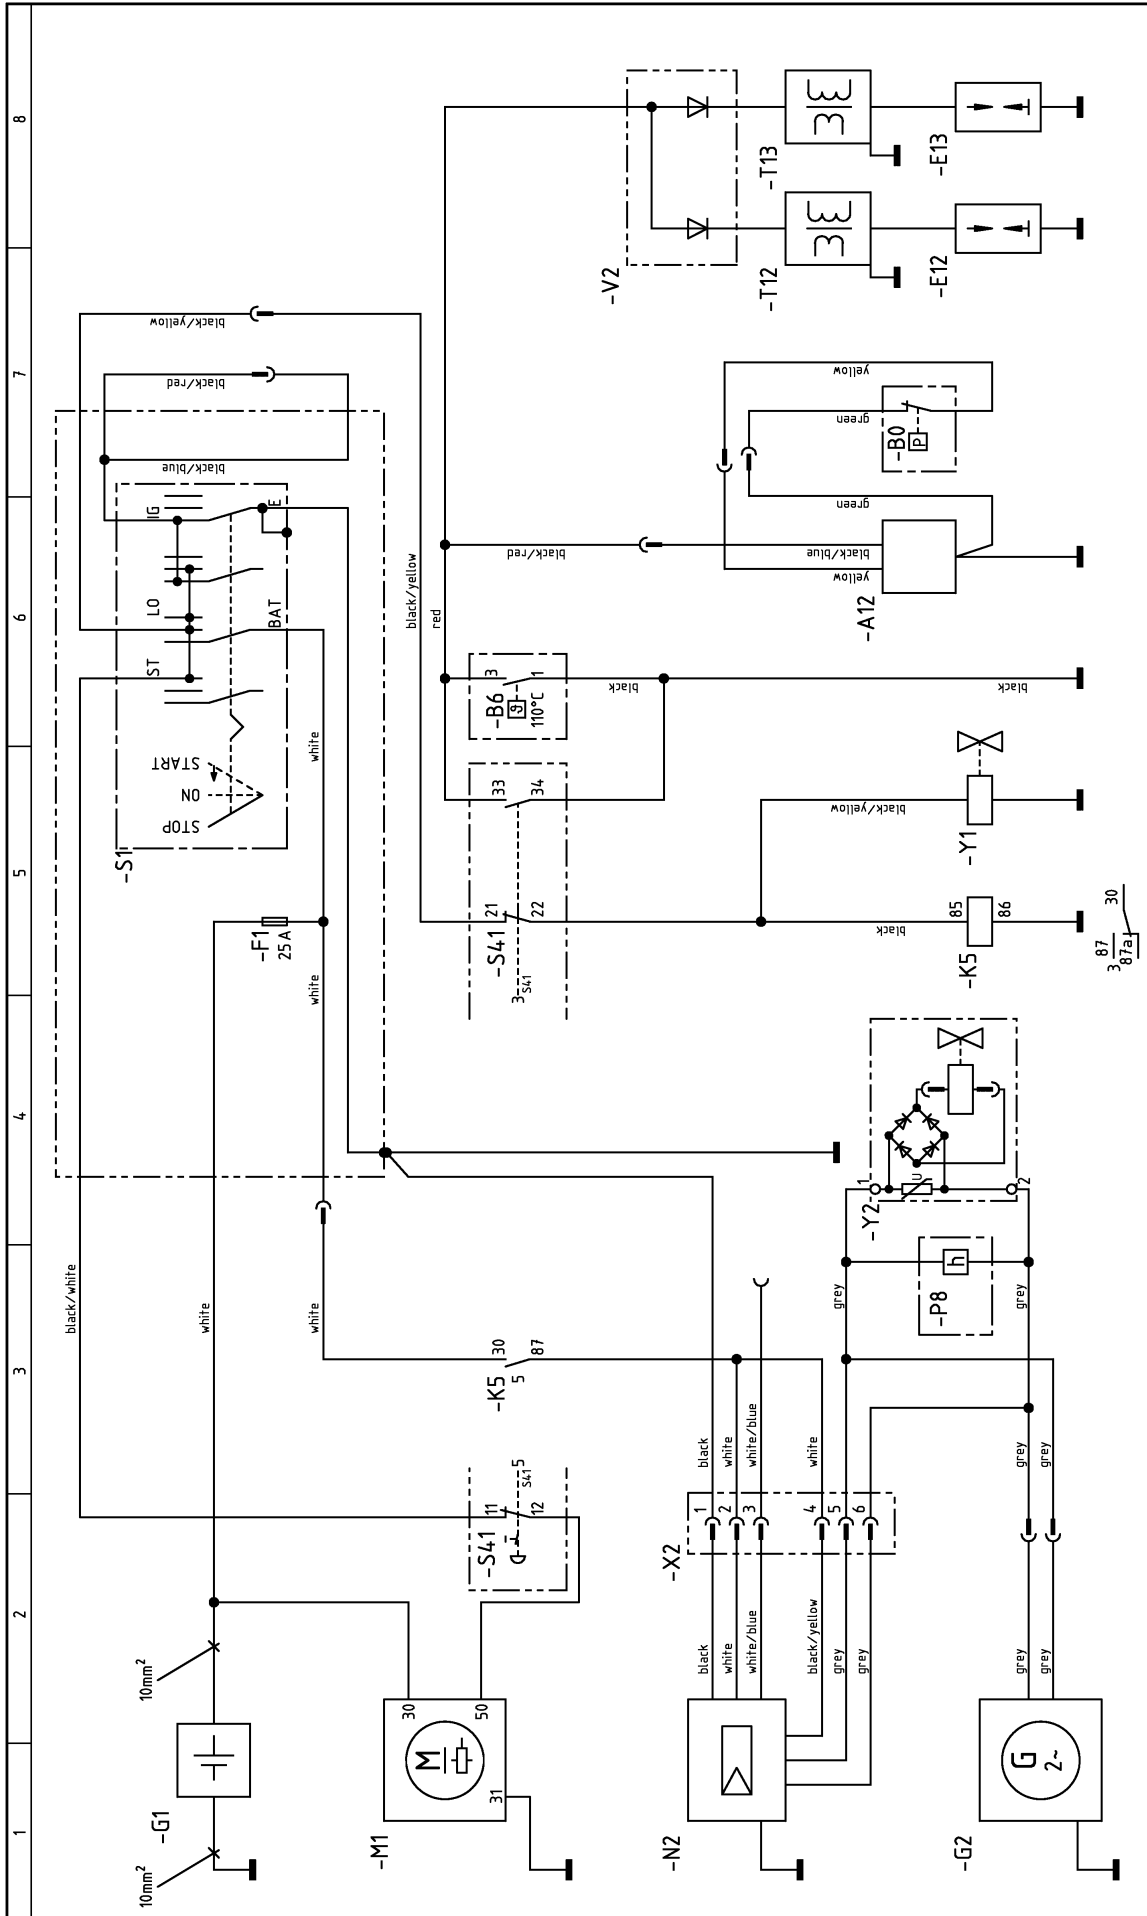 1
2
3
4
5
6
7
8
10mm²
10mm²
-G1
black/white
white
-F1
25 A
white
white
white
-S1
STOP
ON
START
ST
LO
IG
BAT
E
black/blue
black/red
black/yellow
-M1
30
50
31
-S41
11
12
5
S41
-K5
30
87
5
-S41
21
22
33
34
3
S41
black/yellow
red
-B6
3
1
110°C
ϑ
black
black
black/red
-V2
-T12
-T13
-E12
-E13
-N2
black
white
white/blue
black/yellow
grey
grey
-X2
1
2
3
4
5
6
black
white
white/blue
white
grey
grey
-P8
h
-Y2
1
2
U
-K5
85
86
black
87
3
87a
30
-Y1
black/yellow
-A12
yellow
black/blue
green
-B0
P
green
yellow
-G2
G
2~
grey
grey
grey
grey
M